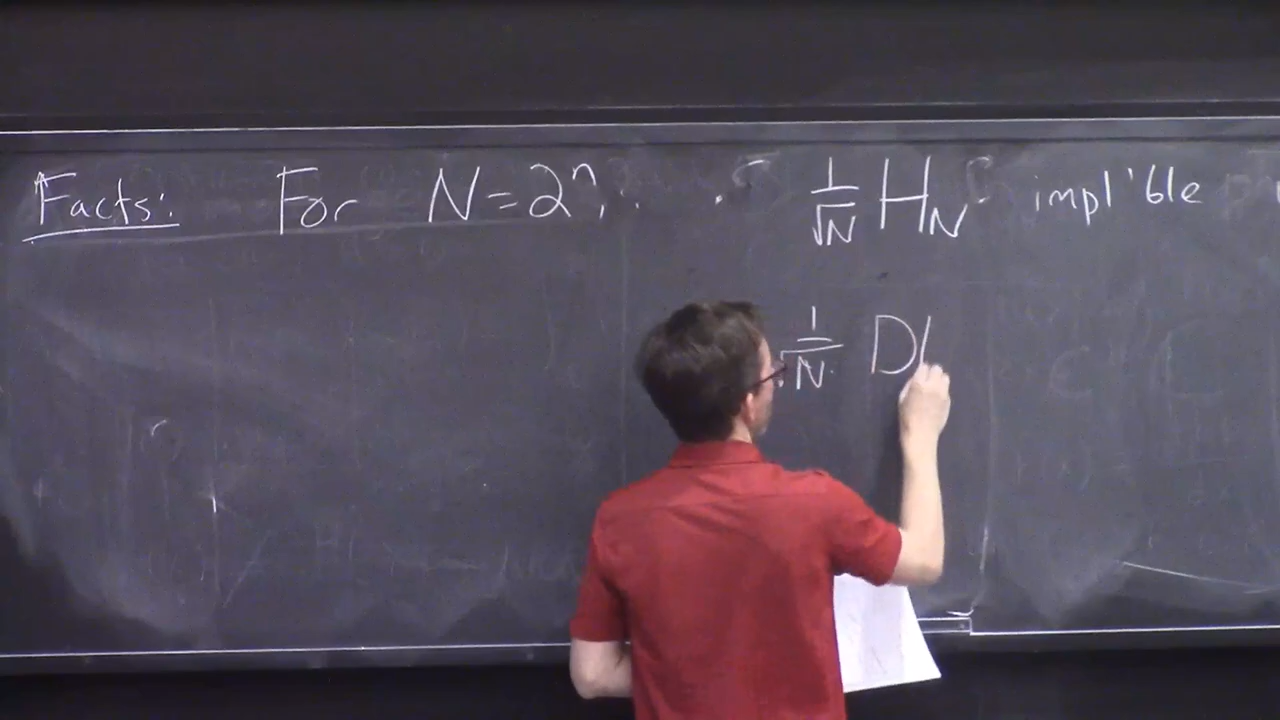 Facts: For N=2ⁿ: • 1/√N H_N impl'ble
1/√N D